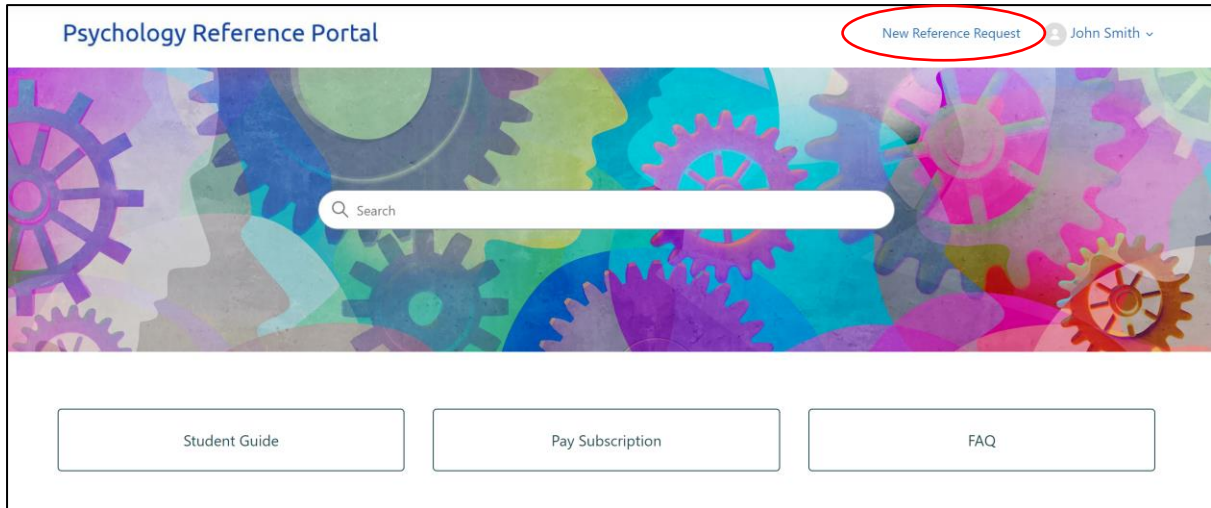 Psychology Reference Portal
New Reference Request
John Smith
Search
Student Guide
Pay Subscription
FAQ